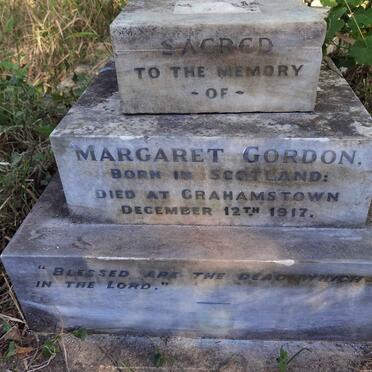 SACRED
TO THE MEMORY
- OF -
MARGARET GORDON.
BORN IN SCOTLAND:
DIED AT GRAHAMSTOWN
DECEMBER 12TH 1917.
"BLESSED ARE THE DEAD WHICH
IN THE LORD."